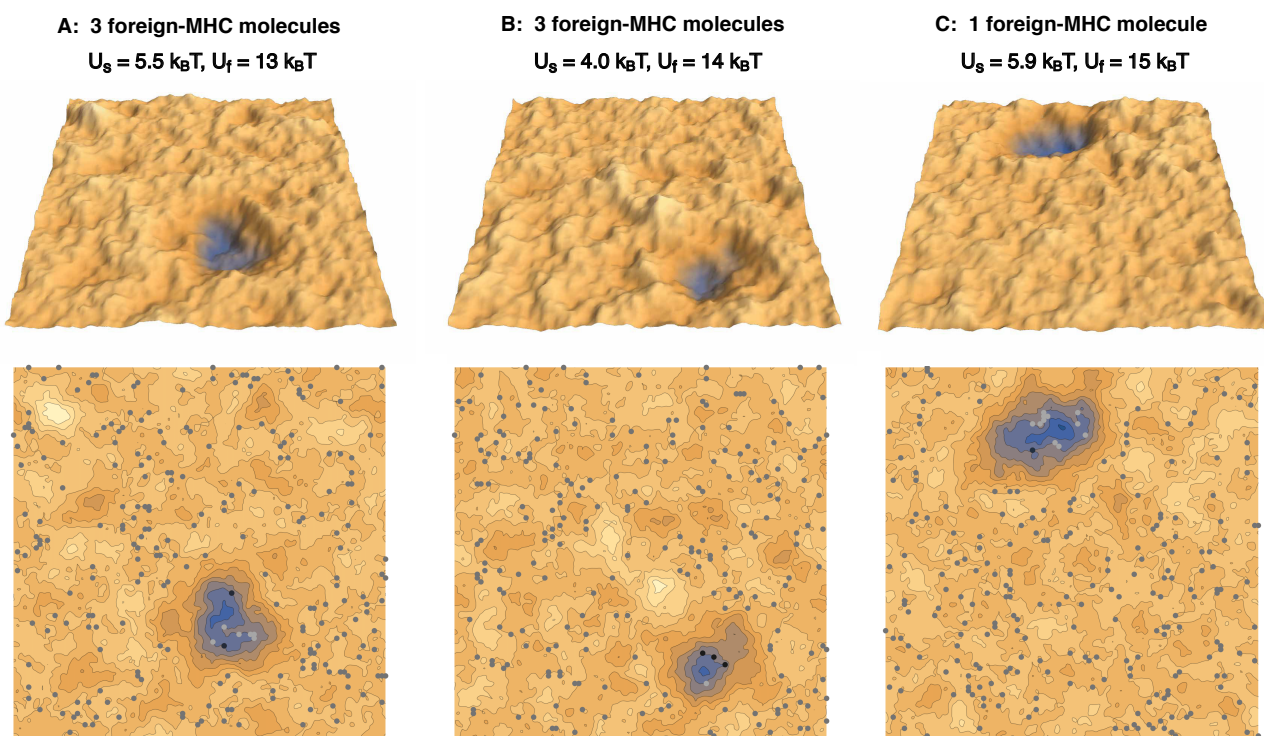 A: 3 foreign-MHC molecules
Us = 5.5 kBT, Uf = 13 kBT
B: 3 foreign-MHC molecules
Us = 4.0 kBT, Uf = 14 kBT
C: 1 foreign-MHC molecule
Us = 5.9 kBT, Uf = 15 kBT